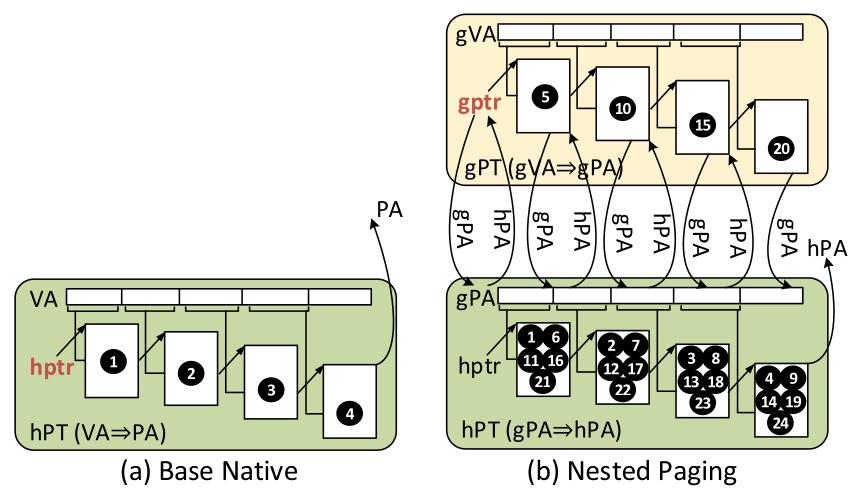 VA
PA
hptr
1
2
3
4
hPT (VA⇒PA)
(a) Base Native
gVA
gptr
5
10
15
20
gPT (gVA⇒gPA)
gPA
hPA
gPA
hPA
gPA
hPA
gPA
hPA
gPA
hPA
gPA
hptr
1 6
11 16
21
2 7
12 17
22
3 8
13 18
23
4 9
14 19
24
hPT (gPA⇒hPA)
(b) Nested Paging